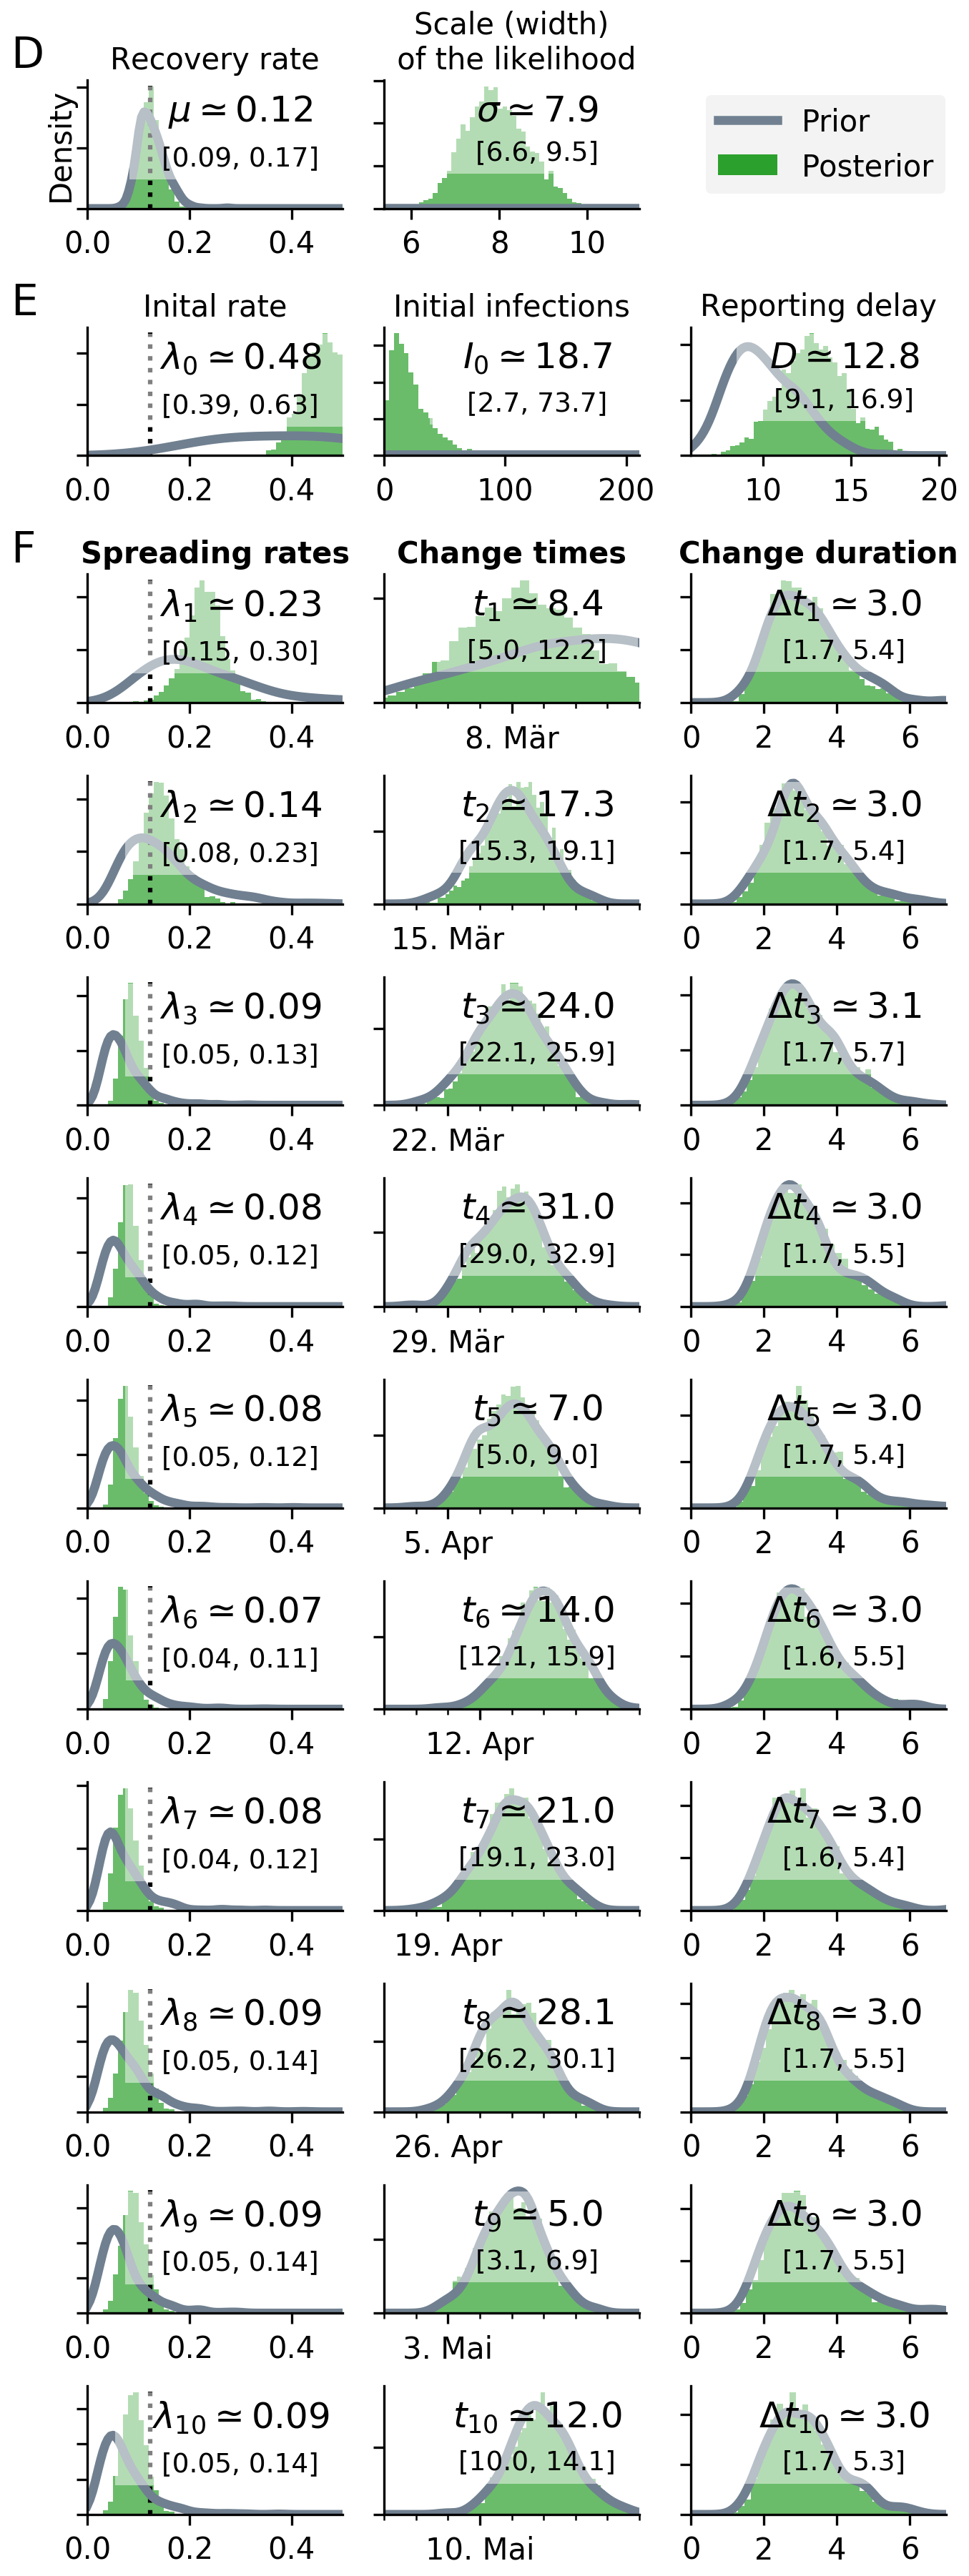 D
Recovery rate
Scale (width)
of the likelihood
Density
μ ≃ 0.12
[0.09, 0.17]
σ ≃ 7.9
[6.6, 9.5]
Prior
Posterior
0.0 0.2 0.4
6 8 10
E
Inital rate
Initial infections
Reporting delay
λ0 ≃ 0.48
[0.39, 0.63]
I0 ≃ 18.7
[2.7, 73.7]
D ≃ 12.8
[9.1, 16.9]
0.0 0.2 0.4
0 100 200
10 15 20
F
Spreading rates
Change times
Change duration
λ1 ≃ 0.23
[0.15, 0.30]
t1 ≃ 8.4
[5.0, 12.2]
Δt1 ≃ 3.0
[1.7, 5.4]
0.0 0.2 0.4
8. Mär
0 2 4 6
λ2 ≃ 0.14
[0.08, 0.23]
t2 ≃ 17.3
[15.3, 19.1]
Δt2 ≃ 3.0
[1.7, 5.4]
0.0 0.2 0.4
15. Mär
0 2 4 6
λ3 ≃ 0.09
[0.05, 0.13]
t3 ≃ 24.0
[22.1, 25.9]
Δt3 ≃ 3.1
[1.7, 5.7]
0.0 0.2 0.4
22. Mär
0 2 4 6
λ4 ≃ 0.08
[0.05, 0.12]
t4 ≃ 31.0
[29.0, 32.9]
Δt4 ≃ 3.0
[1.7, 5.5]
0.0 0.2 0.4
29. Mär
0 2 4 6
λ5 ≃ 0.08
[0.05, 0.12]
t5 ≃ 7.0
[5.0, 9.0]
Δt5 ≃ 3.0
[1.7, 5.4]
0.0 0.2 0.4
5. Apr
0 2 4 6
λ6 ≃ 0.07
[0.04, 0.11]
t6 ≃ 14.0
[12.1, 15.9]
Δt6 ≃ 3.0
[1.6, 5.5]
0.0 0.2 0.4
12. Apr
0 2 4 6
λ7 ≃ 0.08
[0.04, 0.12]
t7 ≃ 21.0
[19.1, 23.0]
Δt7 ≃ 3.0
[1.6, 5.4]
0.0 0.2 0.4
19. Apr
0 2 4 6
λ8 ≃ 0.09
[0.05, 0.14]
t8 ≃ 28.1
[26.2, 30.1]
Δt8 ≃ 3.0
[1.7, 5.5]
0.0 0.2 0.4
26. Apr
0 2 4 6
λ9 ≃ 0.09
[0.05, 0.14]
t9 ≃ 5.0
[3.1, 6.9]
Δt9 ≃ 3.0
[1.7, 5.5]
0.0 0.2 0.4
3. Mai
0 2 4 6
λ10 ≃ 0.09
[0.05, 0.14]
t10 ≃ 12.0
[10.0, 14.1]
Δt10 ≃ 3.0
[1.7, 5.3]
0.0 0.2 0.4
10. Mai
0 2 4 6